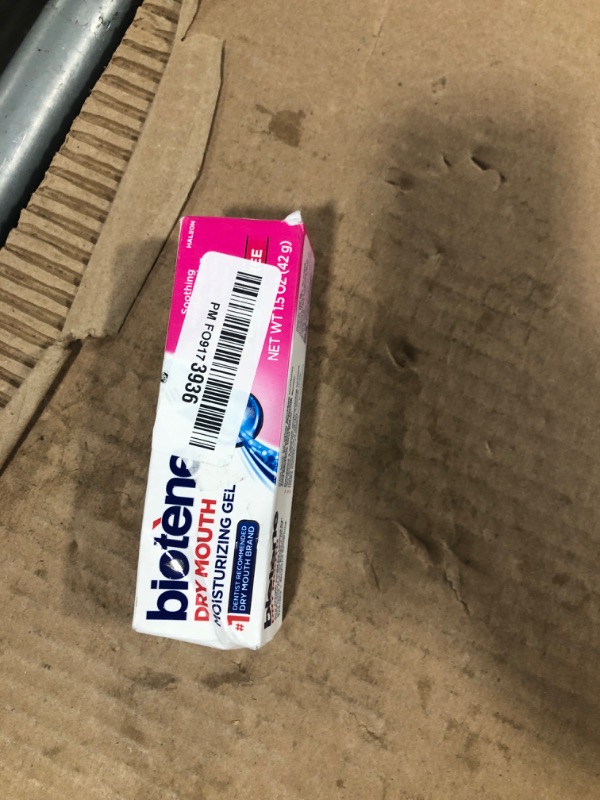 HALEON
Soothing
EE
NET WT 1.5 OZ (42 g)
PM FO917 3936
biotène
DRY MOUTH
MOISTURIZING GEL
#1
DENTIST RECOMMENDED
DRY MOUTH BRAND